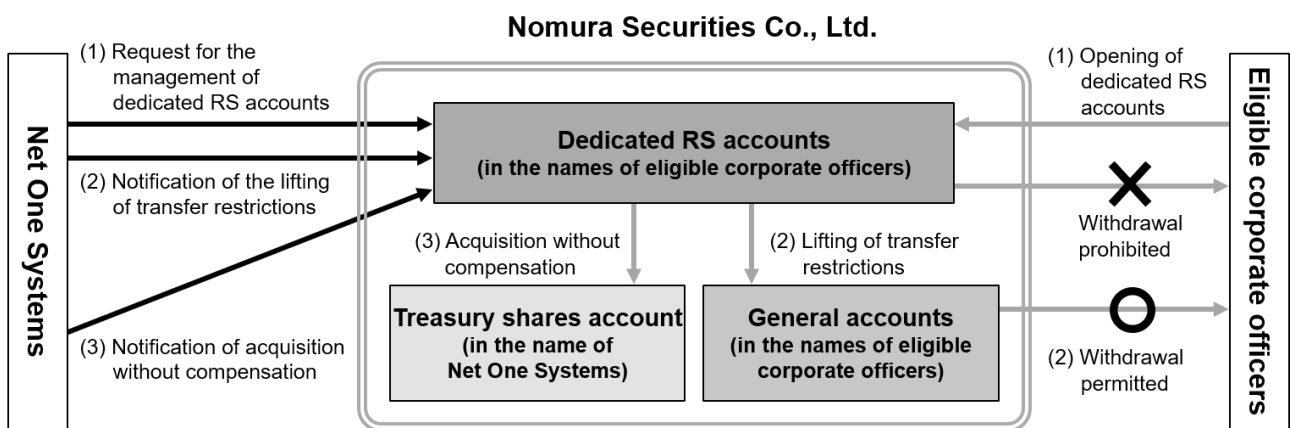 Nomura Securities Co., Ltd.
Net One Systems
(1) Request for the
management of
dedicated RS accounts
(2) Notification of the lifting
of transfer restrictions
(3) Notification of acquisition
without compensation
Dedicated RS accounts
(in the names of eligible corporate officers)
(3) Acquisition without
compensation
(2) Lifting of transfer
restrictions
Treasury shares account
(in the name of
Net One Systems)
General accounts
(in the names of eligible
corporate officers)
(1) Opening of
dedicated RS
accounts
Withdrawal
prohibited
(2) Withdrawal
permitted
Eligible corporate officers